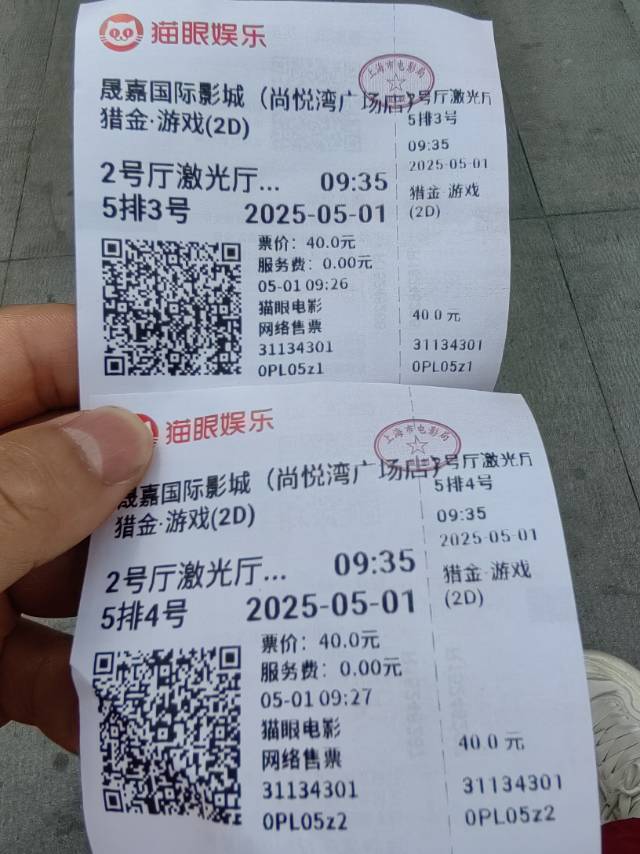 猫眼娱乐
上海市电影局
晟嘉国际影城（尚悦湾广场店）
2号厅激光厅
猎金·游戏(2D)
5排3号
09:35
2025-05-01
2号厅激光厅... 09:35
猎金·游戏
(2D)
5排3号 2025-05-01
票价：40.0元
服务费：0.00元
05-01 09:26
猫眼电影
40.0 元
网络售票
31134301
31134301
0PL05z1
0PL05z1
猫眼娱乐
上海市电影局
晟嘉国际影城（尚悦湾广场店）
2号厅激光厅
猎金·游戏(2D)
5排4号
09:35
2025-05-01
2号厅激光厅... 09:35
猎金·游戏
(2D)
5排4号 2025-05-01
票价：40.0元
服务费：0.00元
05-01 09:27
猫眼电影
40.0 元
网络售票
31134301
31134301
0PL05z2
0PL05z2